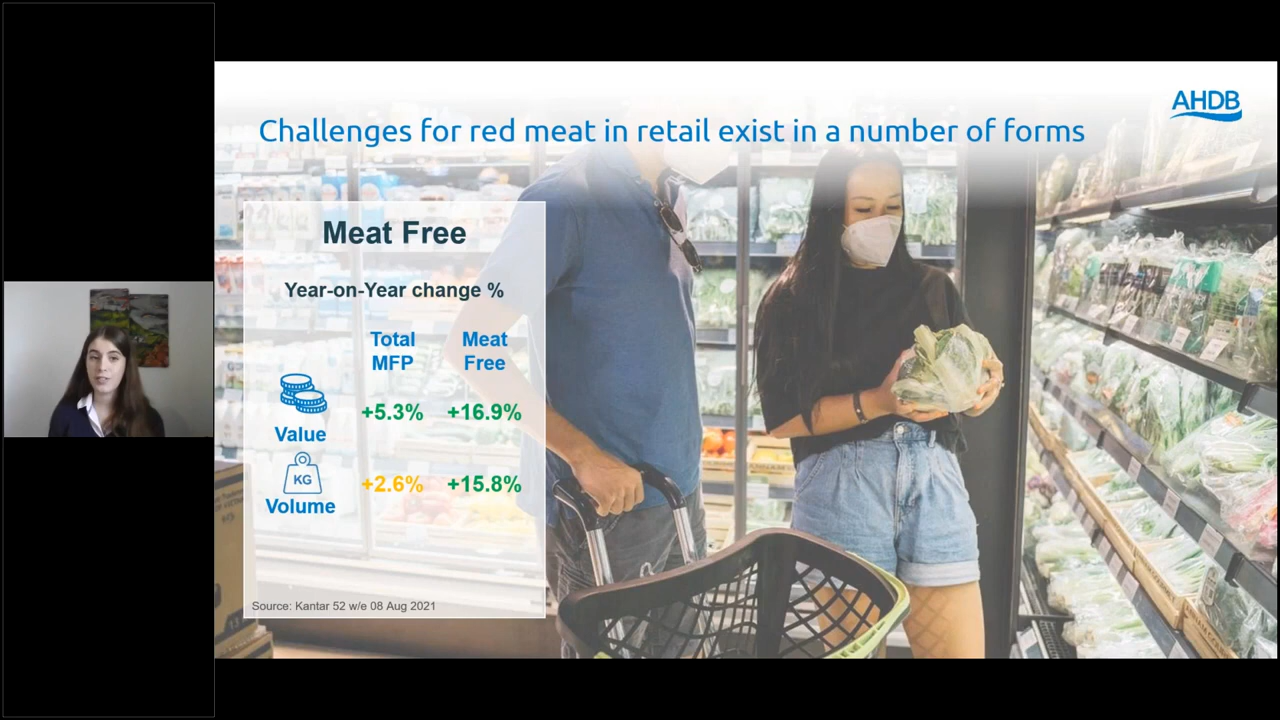 AHDB
Challenges for red meat in retail exist in a number of forms
Meat Free
Year-on-Year change %
Total
MFP
Meat
Free
+5.3%
+16.9%
Value
KG
+2.6%
+15.8%
Volume
Source: Kantar 52 w/e 08 Aug 2021